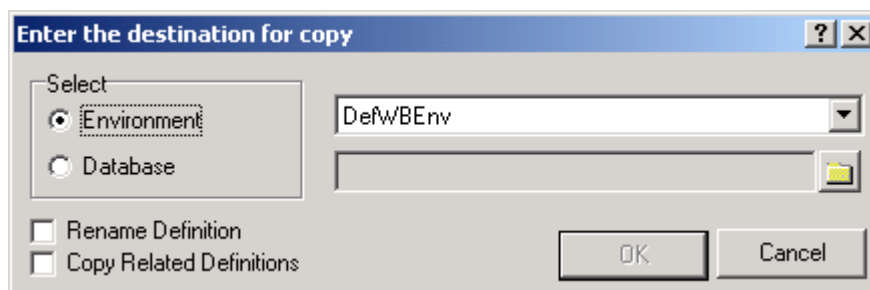 Enter the destination for copy
Select
Environment
DefWBEnv
Database
Rename Definition
Copy Related Definitions
OK
Cancel